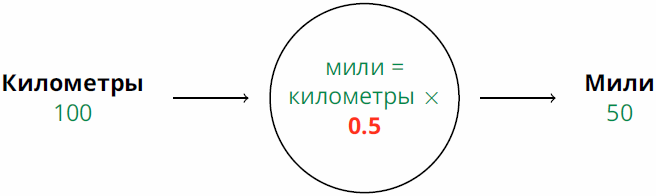 Километры
100
мили =
километры ×
0.5
Мили
50